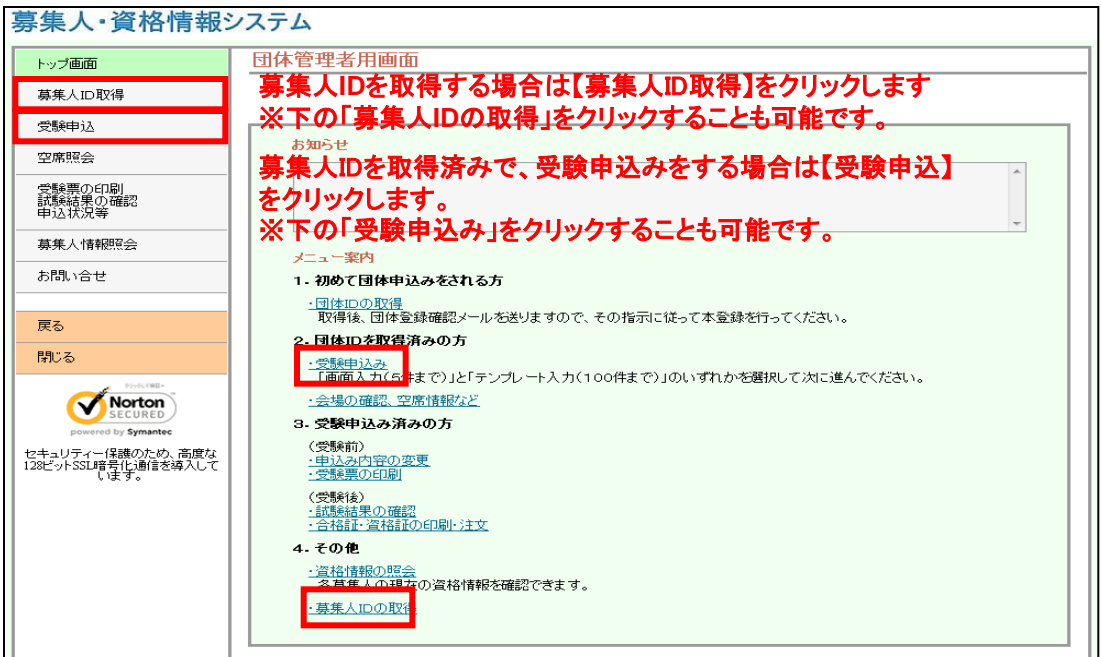 募集人・資格情報システム
トップ画面
募集人ID取得
受験申込
空席照会
受験票の印刷
試験結果の確認
申込状況等
募集人情報照会
お問い合せ
戻る
閉じる
Norton
SECURED
powered by Symantec
セキュリティー保護のため、高度な
128ビットSSL暗号化通信を導入して
います。
団体管理者用画面
募集人IDを取得する場合は【募集人ID取得】をクリックします
※下の「募集人IDの取得」をクリックすることも可能です。
お知らせ
募集人IDを取得済みで、受験申込みをする場合は【受験申込】
をクリックします。
※下の「受験申込み」をクリックすることも可能です。
メニュー案内
1. 初めて団体申込みをされる方
・団体IDの取得
取得後、団体登録確認メールを送りますので、その指示に従って本登録を行ってください。
2. 団体IDを取得済みの方
・受験申込み
「画面入力(5件まで)」と「テンプレート入力(100件まで)」のいずれかを選択して次に進んでください。
・会場の確認、空席情報など
3. 受験申込み済みの方
(受験前)
・申込み内容の変更
・受験票の印刷
(受験後)
・試験結果の確認
・合格証・資格証の印刷・注文
4. その他
・資格情報の照会
各募集人の現在の資格情報を確認できます。
・募集人IDの取得